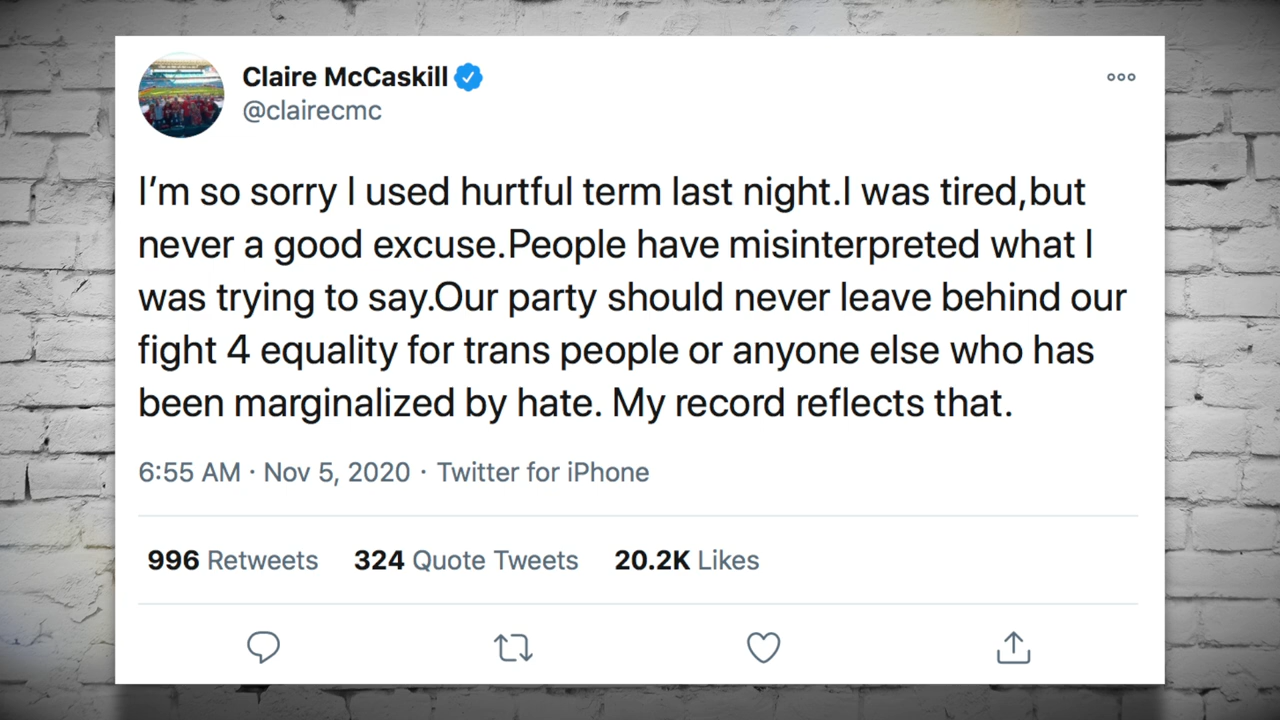 Claire McCaskill
@clairecmc
I'm so sorry I used hurtful term last night.I was tired,but
never a good excuse.People have misinterpreted what I
was trying to say.Our party should never leave behind our
fight 4 equality for trans people or anyone else who has
been marginalized by hate. My record reflects that.
6:55 AM · Nov 5, 2020 · Twitter for iPhone
996 Retweets 324 Quote Tweets 20.2K Likes